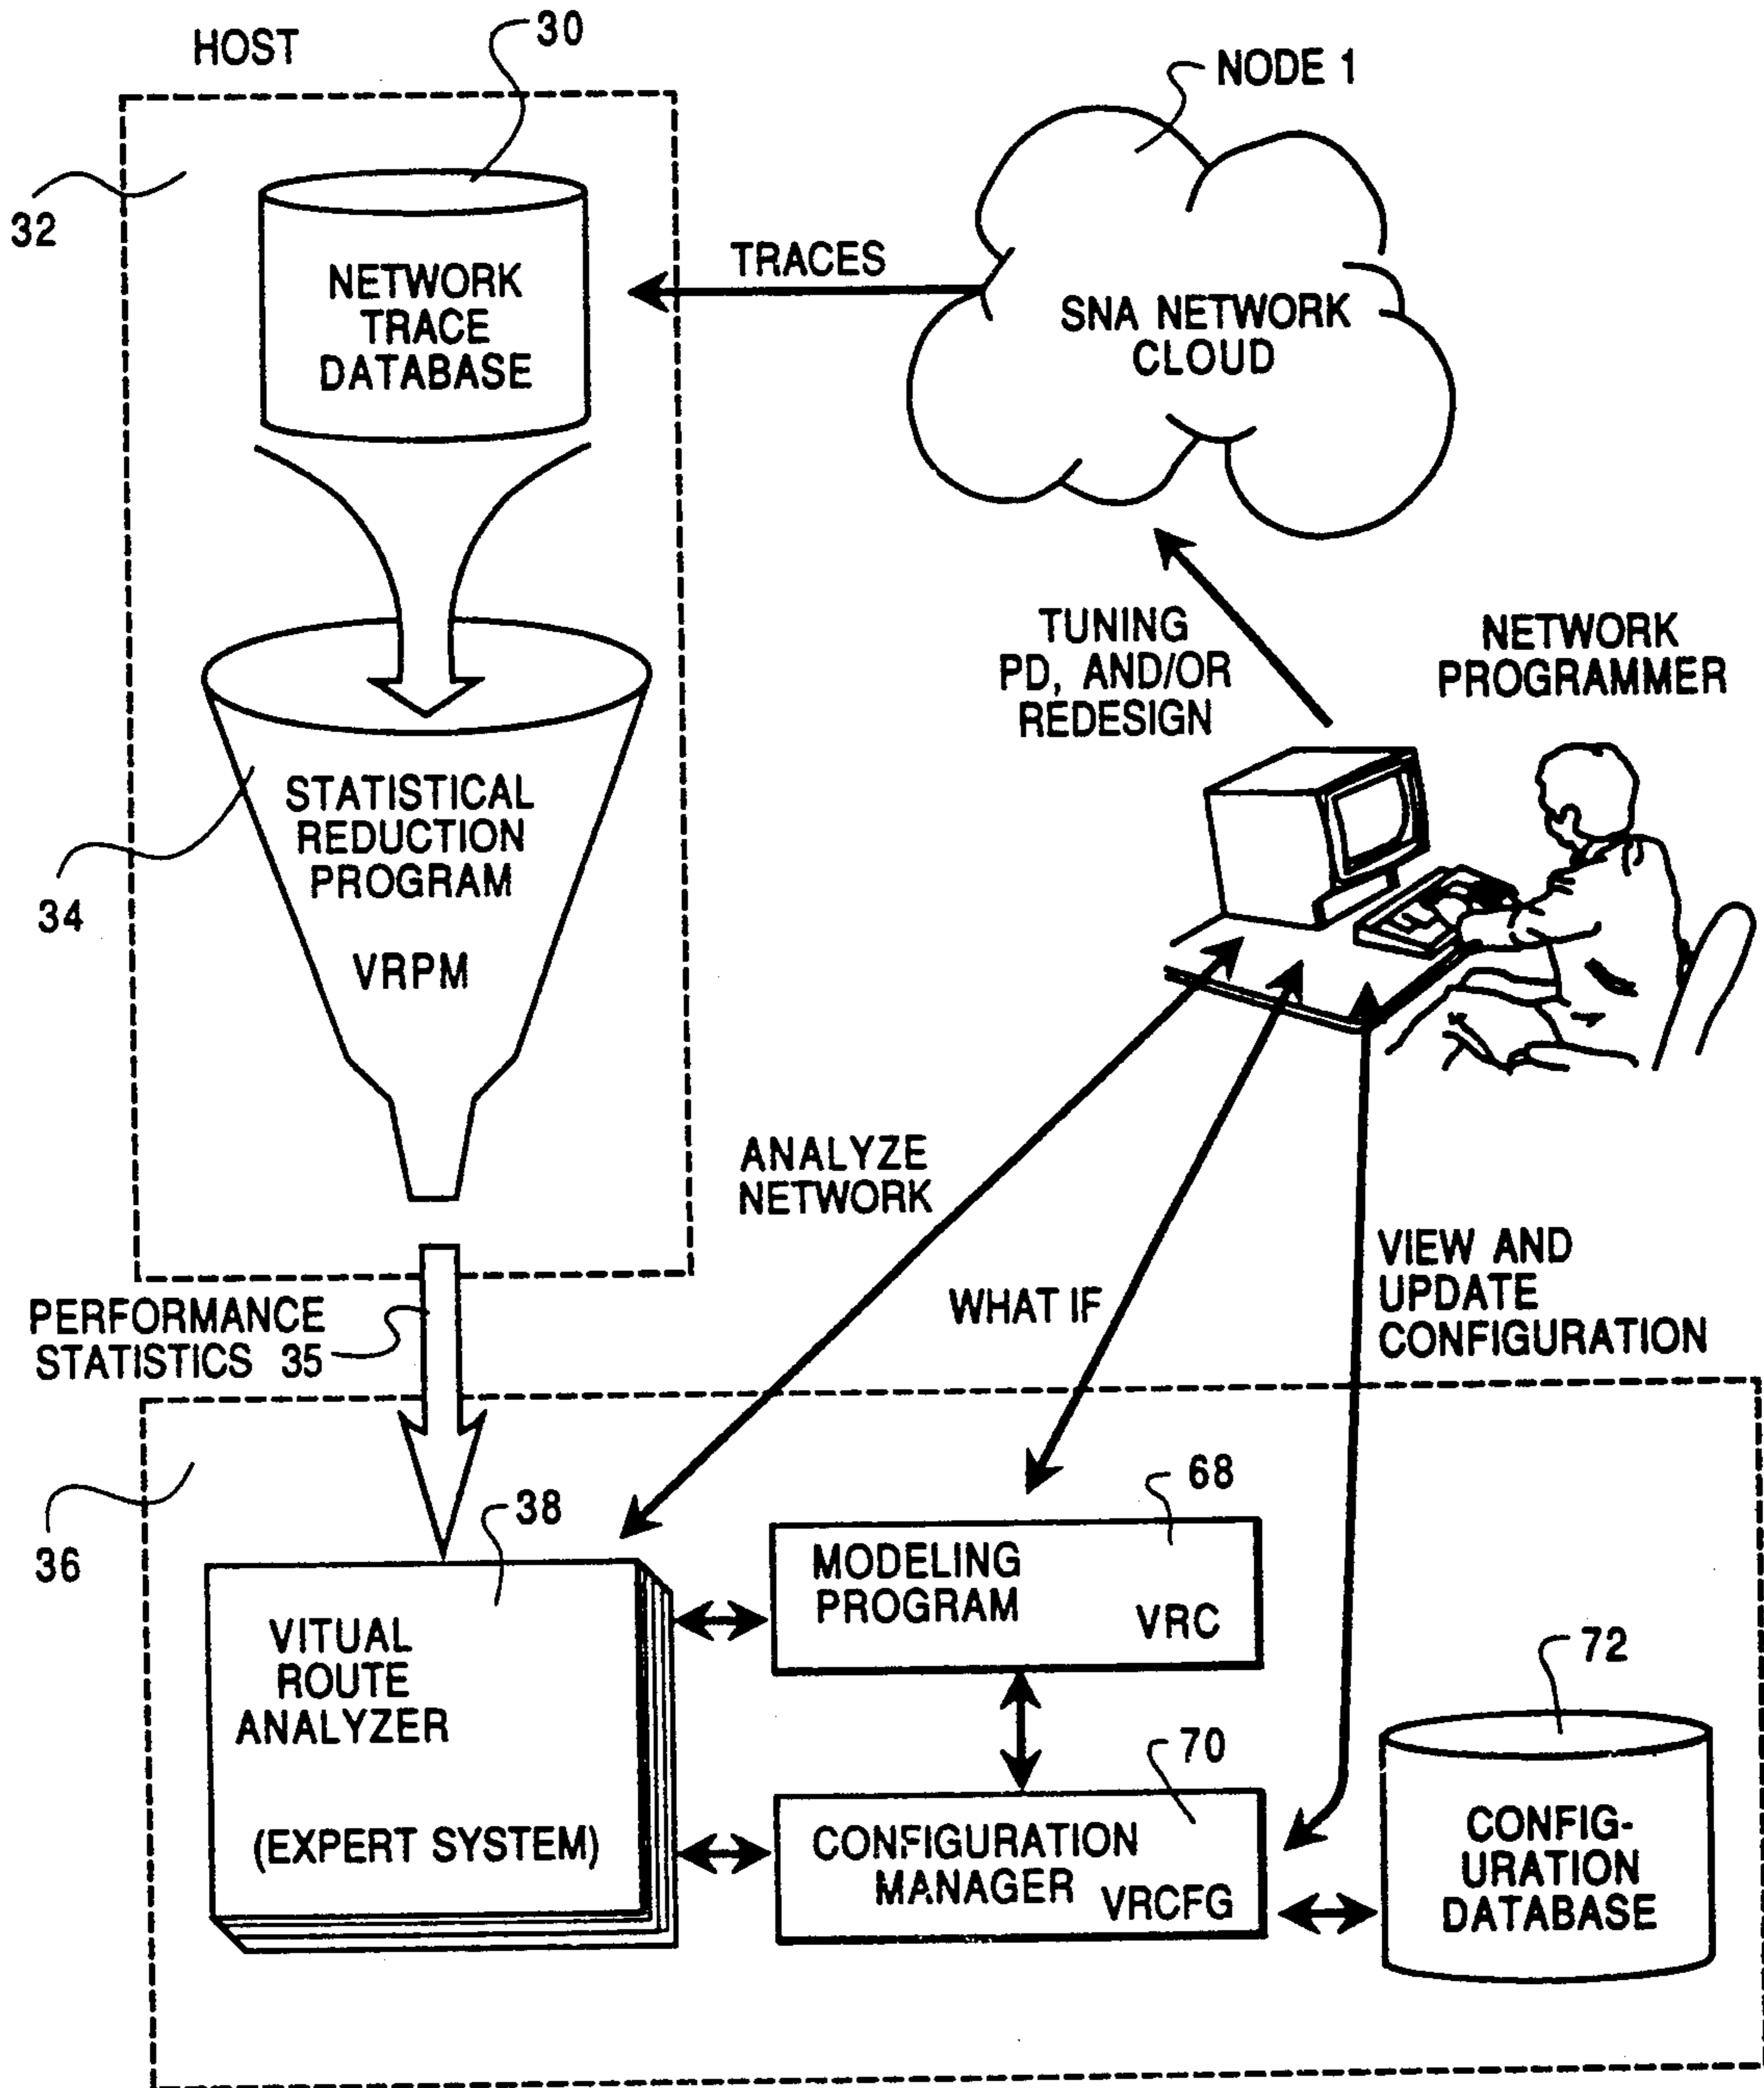 HOST
30
NODE 1
32
NETWORK
TRACE
DATABASE
TRACES
SNA NETWORK
CLOUD
TUNING
PD, AND/OR
REDESIGN
NETWORK
PROGRAMMER
STATISTICAL
REDUCTION
PROGRAM
VRPM
34
ANALYZE
NETWORK
WHAT IF
VIEW AND
UPDATE
CONFIGURATION
PERFORMANCE
STATISTICS 35
36
38
VITUAL
ROUTE
ANALYZER
(EXPERT SYSTEM)
68
MODELING
PROGRAM
VRC
70
CONFIGURATION
MANAGER
VRCFG
72
CONFIG-
URATION
DATABASE